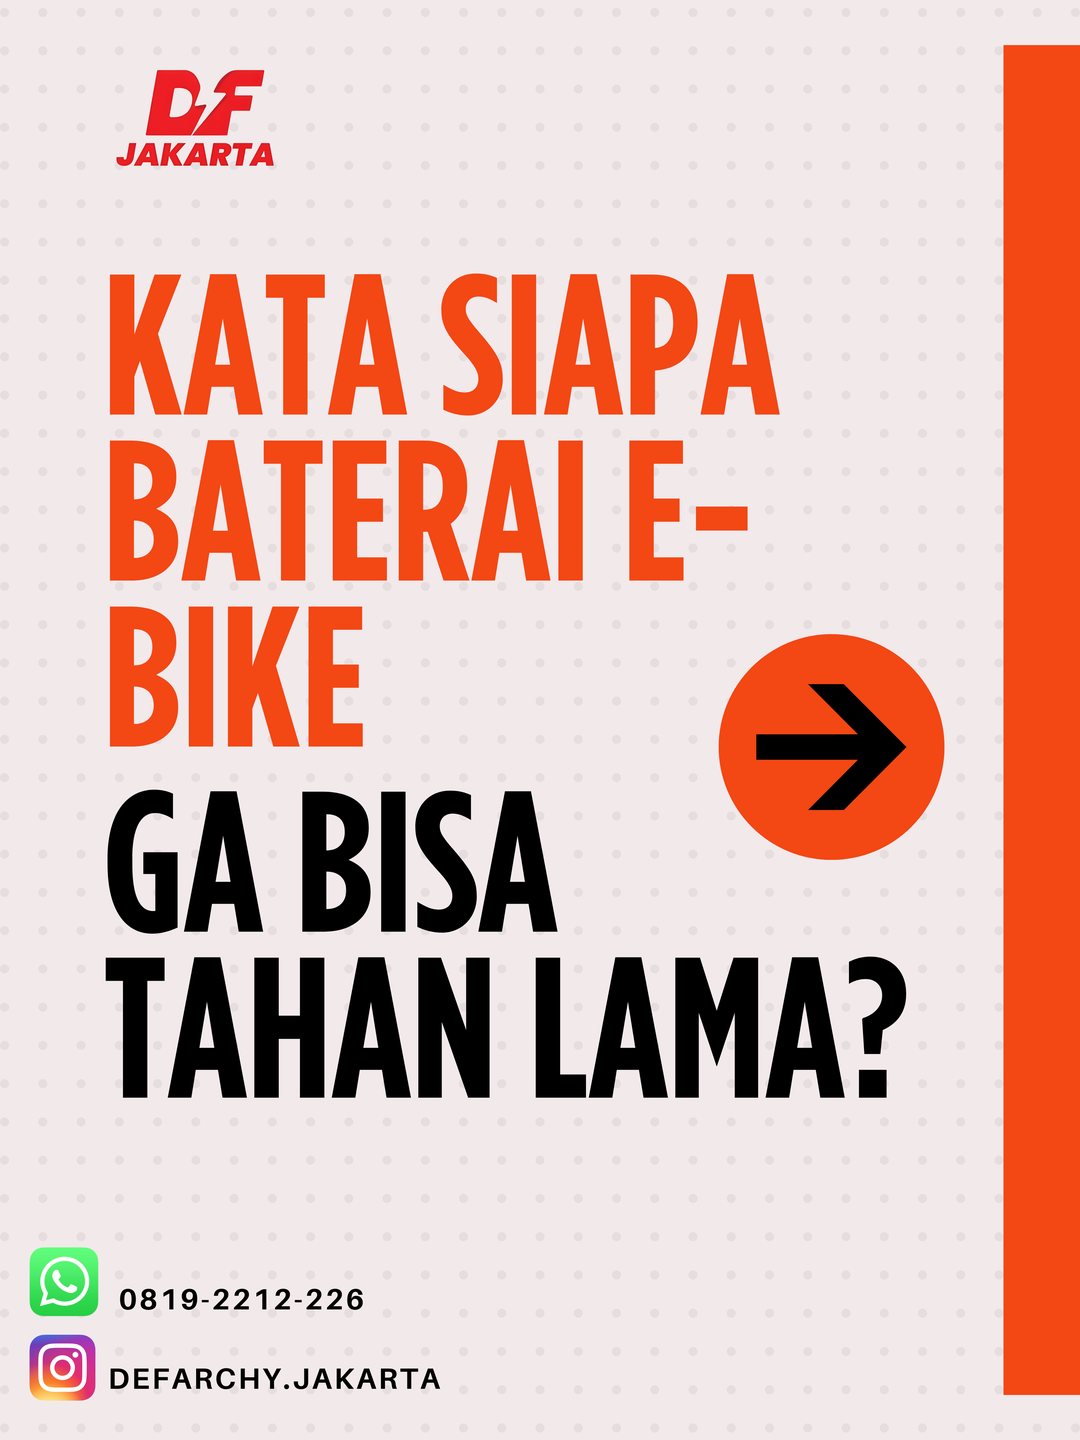 DF
JAKARTA
KATA SIAPA
BATERAI E-
BIKE
GA BISA
TAHAN LAMA?
0819-2212-226
DEFARCHY.JAKARTA